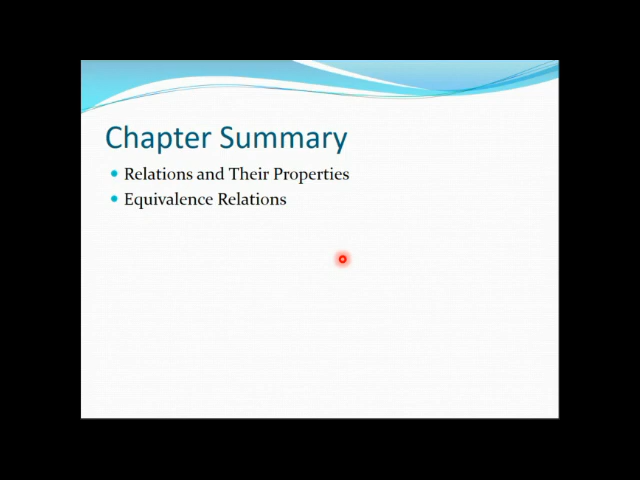 Chapter Summary
Relations and Their Properties
Equivalence Relations